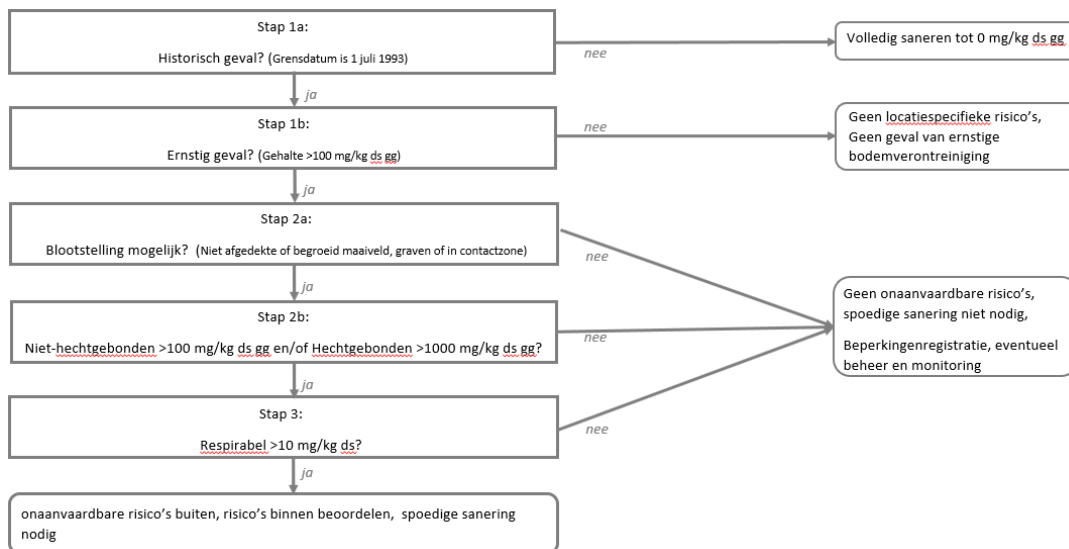 Stap 1a:
Historisch geval? (Grensdatum is 1 juli 1993)
nee
Volledig saneren tot 0 mg/kg ds gg
ja
Stap 1b:
Ernstig geval? (Gehalte >100 mg/kg ds gg)
nee
Geen locatiespecifieke risico's,
Geen geval van ernstige
bodemverontreiniging
ja
Stap 2a:
Blootstelling mogelijk? (Niet afgedekte of begroeid maaiveld, graven of in contactzone)
nee
ja
Stap 2b:
Niet-hechtgebonden >100 mg/kg ds gg en/of Hechtgebonden >1000 mg/kg ds gg?
nee
Geen onaanvaardbare risico's,
spoedige sanering niet nodig,
Beperkingenregistratie, eventueel
beheer en monitoring
ja
Stap 3:
Respirabel >10 mg/kg ds?
nee
ja
onaanvaardbare risico's buiten, risico's binnen beoordelen, spoedige sanering
nodig